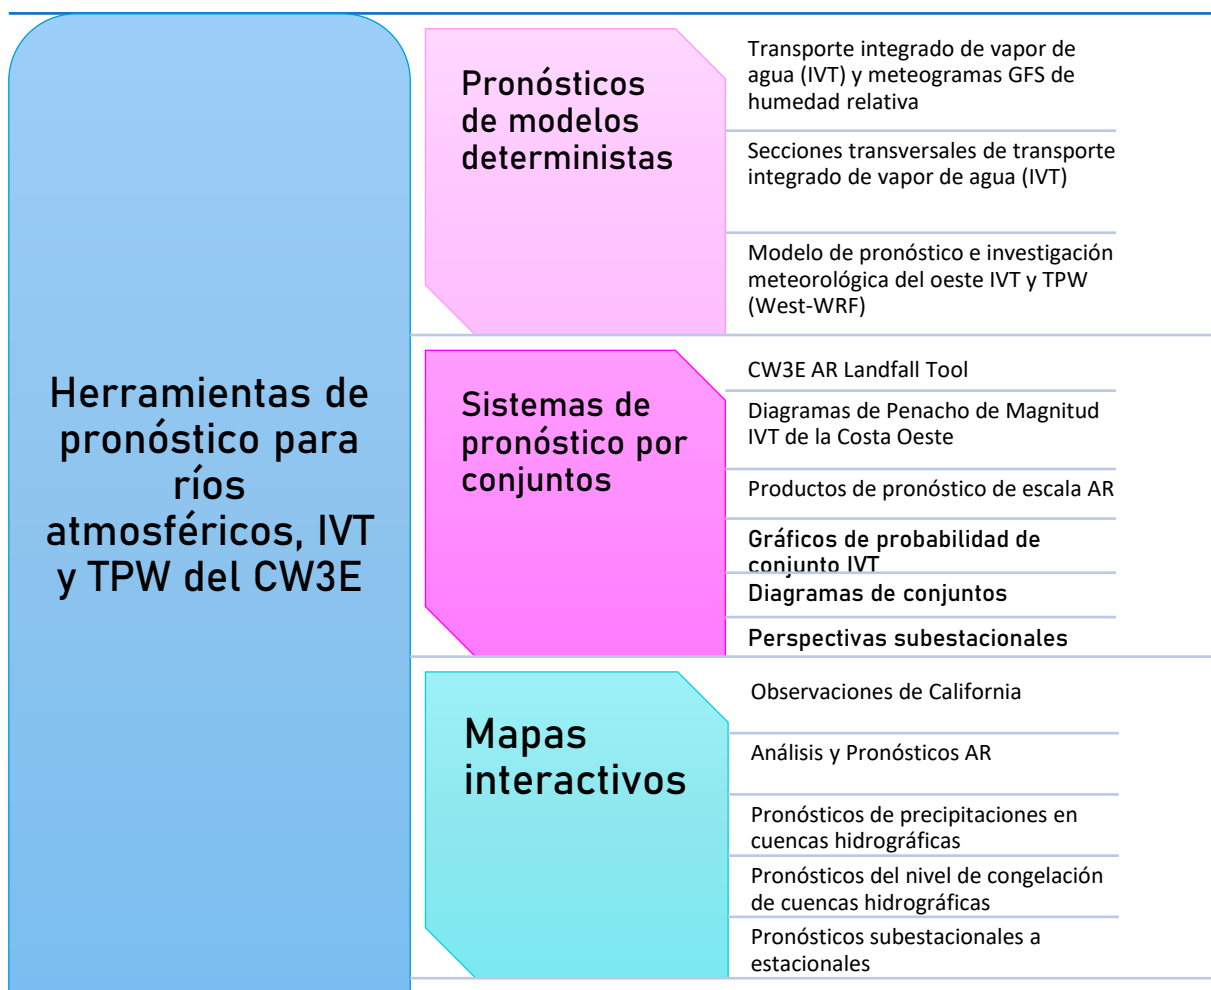 Herramientas de
pronóstico para
ríos
atmosféricos, IVT
y TPW del CW3E
Pronósticos
de modelos
deterministas
Transporte integrado de vapor de
agua (IVT) y meteogramas GFS de
humedad relativa
Secciones transversales de transporte
integrado de vapor de agua (IVT)
Modelo de pronóstico e investigación
meteorológica del oeste IVT y TPW
(West-WRF)
Sistemas de
pronóstico por
conjuntos
CW3E AR Landfall Tool
Diagramas de Penacho de Magnitud
IVT de la Costa Oeste
Productos de pronóstico de escala AR
Gráficos de probabilidad de
conjunto IVT
Diagramas de conjuntos
Perspectivas subestacionales
Mapas
interactivos
Observaciones de California
Análisis y Pronósticos AR
Pronósticos de precipitaciones en
cuencas hidrográficas
Pronósticos del nivel de congelación
de cuencas hidrográficas
Pronósticos subestacionales a
estacionales